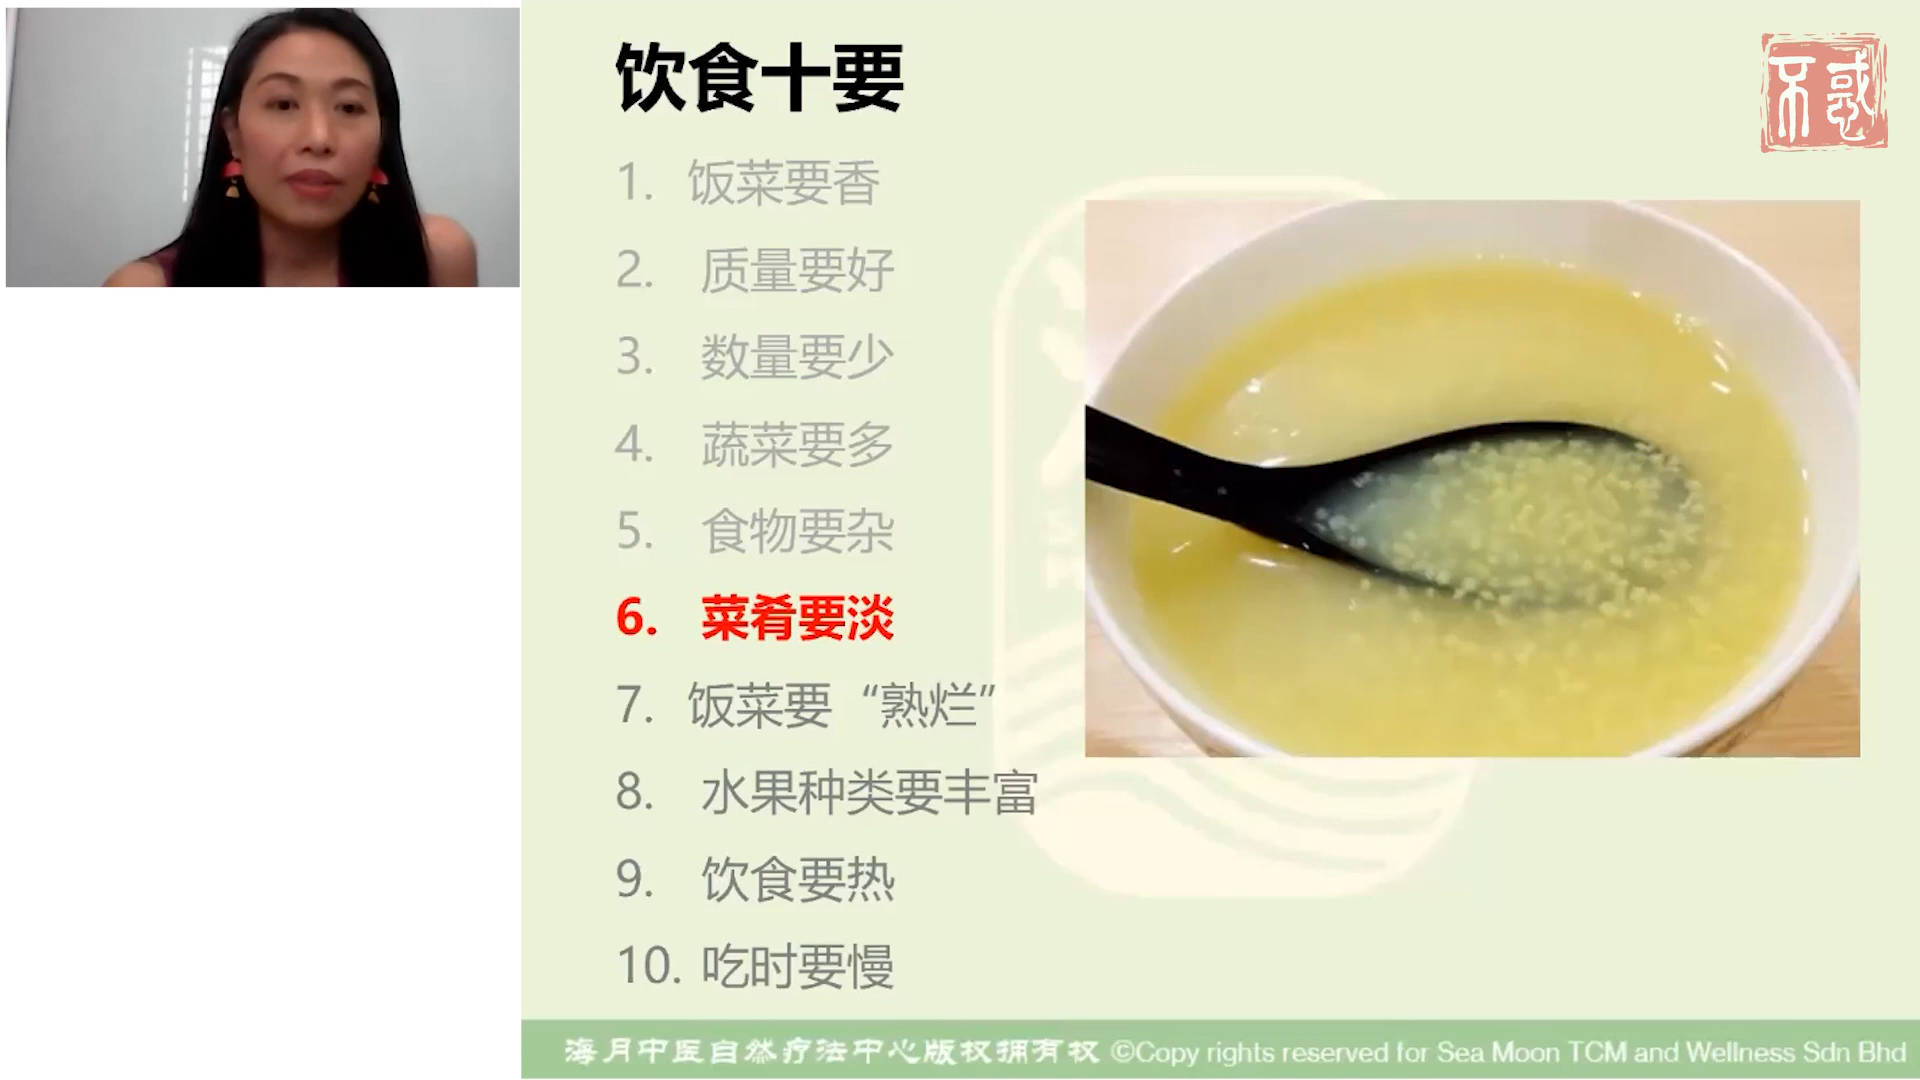 饮食十要
不惑
1. 饭菜要香
2. 质量要好
3. 数量要少
4. 蔬菜要多
5. 食物要杂
6. 菜肴要淡
7. 饭菜要“熟烂”
8. 水果种类要丰富
9. 饮食要热
10. 吃时要慢
海月中医自然疗法中心版权拥有权 ©Copy rights reserved for Sea Moon TCM and Wellness Sdn Bhd